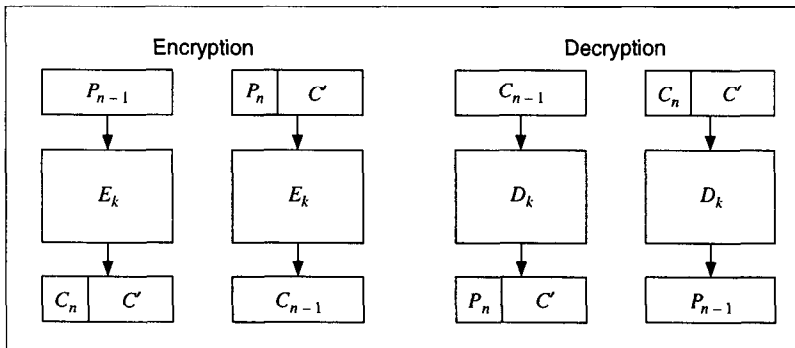 Encryption Decryption
P_{n-1} P_n C' C_{n-1} C_n C'
E_k E_k D_k D_k
C_n C' C_{n-1} P_n C' P_{n-1}